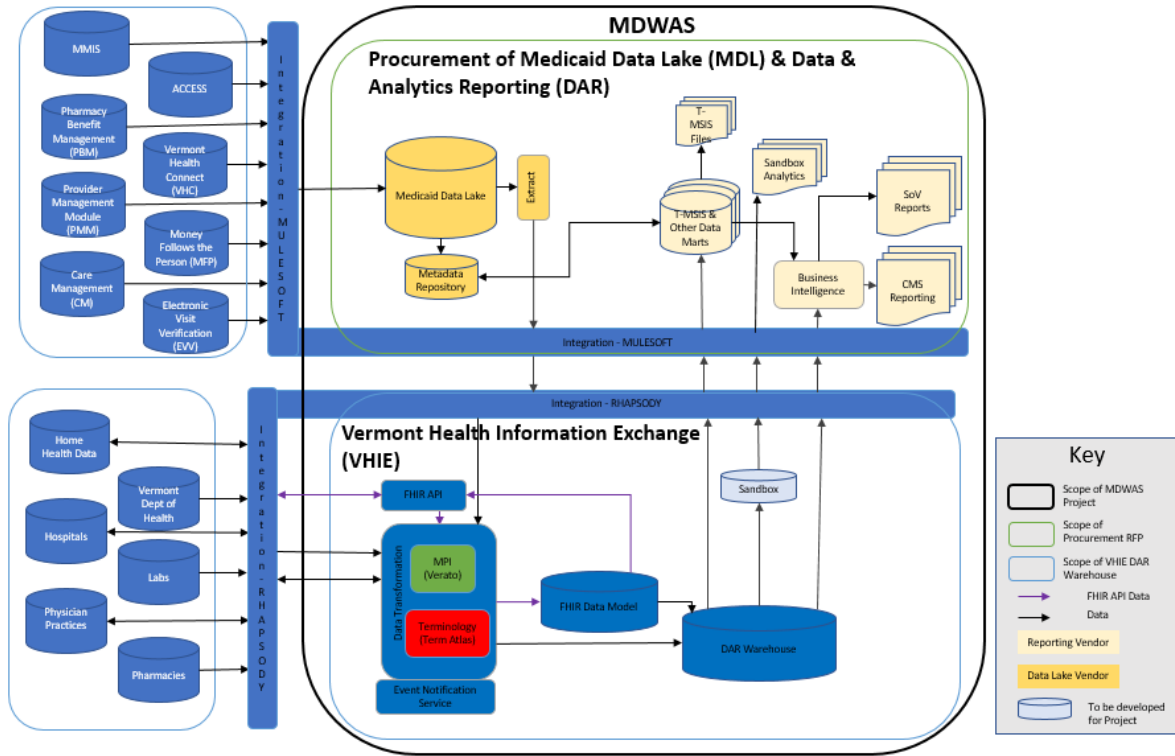 MDWAS
Procurement of Medicaid Data Lake (MDL) & Data &
Analytics Reporting (DAR)
MMIS
ACCESS
Pharmacy
Benefit
Management
(PBM)
Vermont
Health
Connect
(VHC)
Provider
Management
Module
(PMM)
Money
Follows the
Person (MFP)
Care
Management
(CM)
Electronic
Visit
Verification
(EVV)
Integration-MULESOFT
Medicaid Data Lake
Extract
Metadata
Repository
T-
MSIS
Files
T-MSIS &
Other Data
Marts
Sandbox
Analytics
SoV
Reports
Business
Intelligence
CMS
Reporting
Integration - MULESOFT
Integration - RHAPSODY
Vermont Health Information Exchange
(VHIE)
Home
Health Data
Vermont
Dept of
Health
Hospitals
Labs
Physician
Practices
Pharmacies
Integration-RHAPSODY
FHIR API
Data Transformation
MPI
(Verato)
Terminology
(Term Atlas)
Event Notification
Service
FHIR Data Model
Sandbox
DAR Warehouse
Key
Scope of MDWAS
Project
Scope of
Procurement RFP
Scope of VHIE DAR
Warehouse
FHIR API Data
Data
Reporting Vendor
Data Lake Vendor
To be developed
for Project